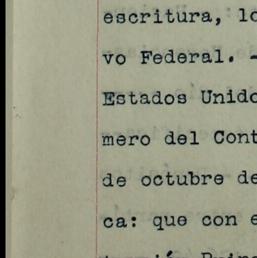 escritura, lo
vo Federal. -
Estados Unido
mero del Cont
de octubre de
ca: que con e